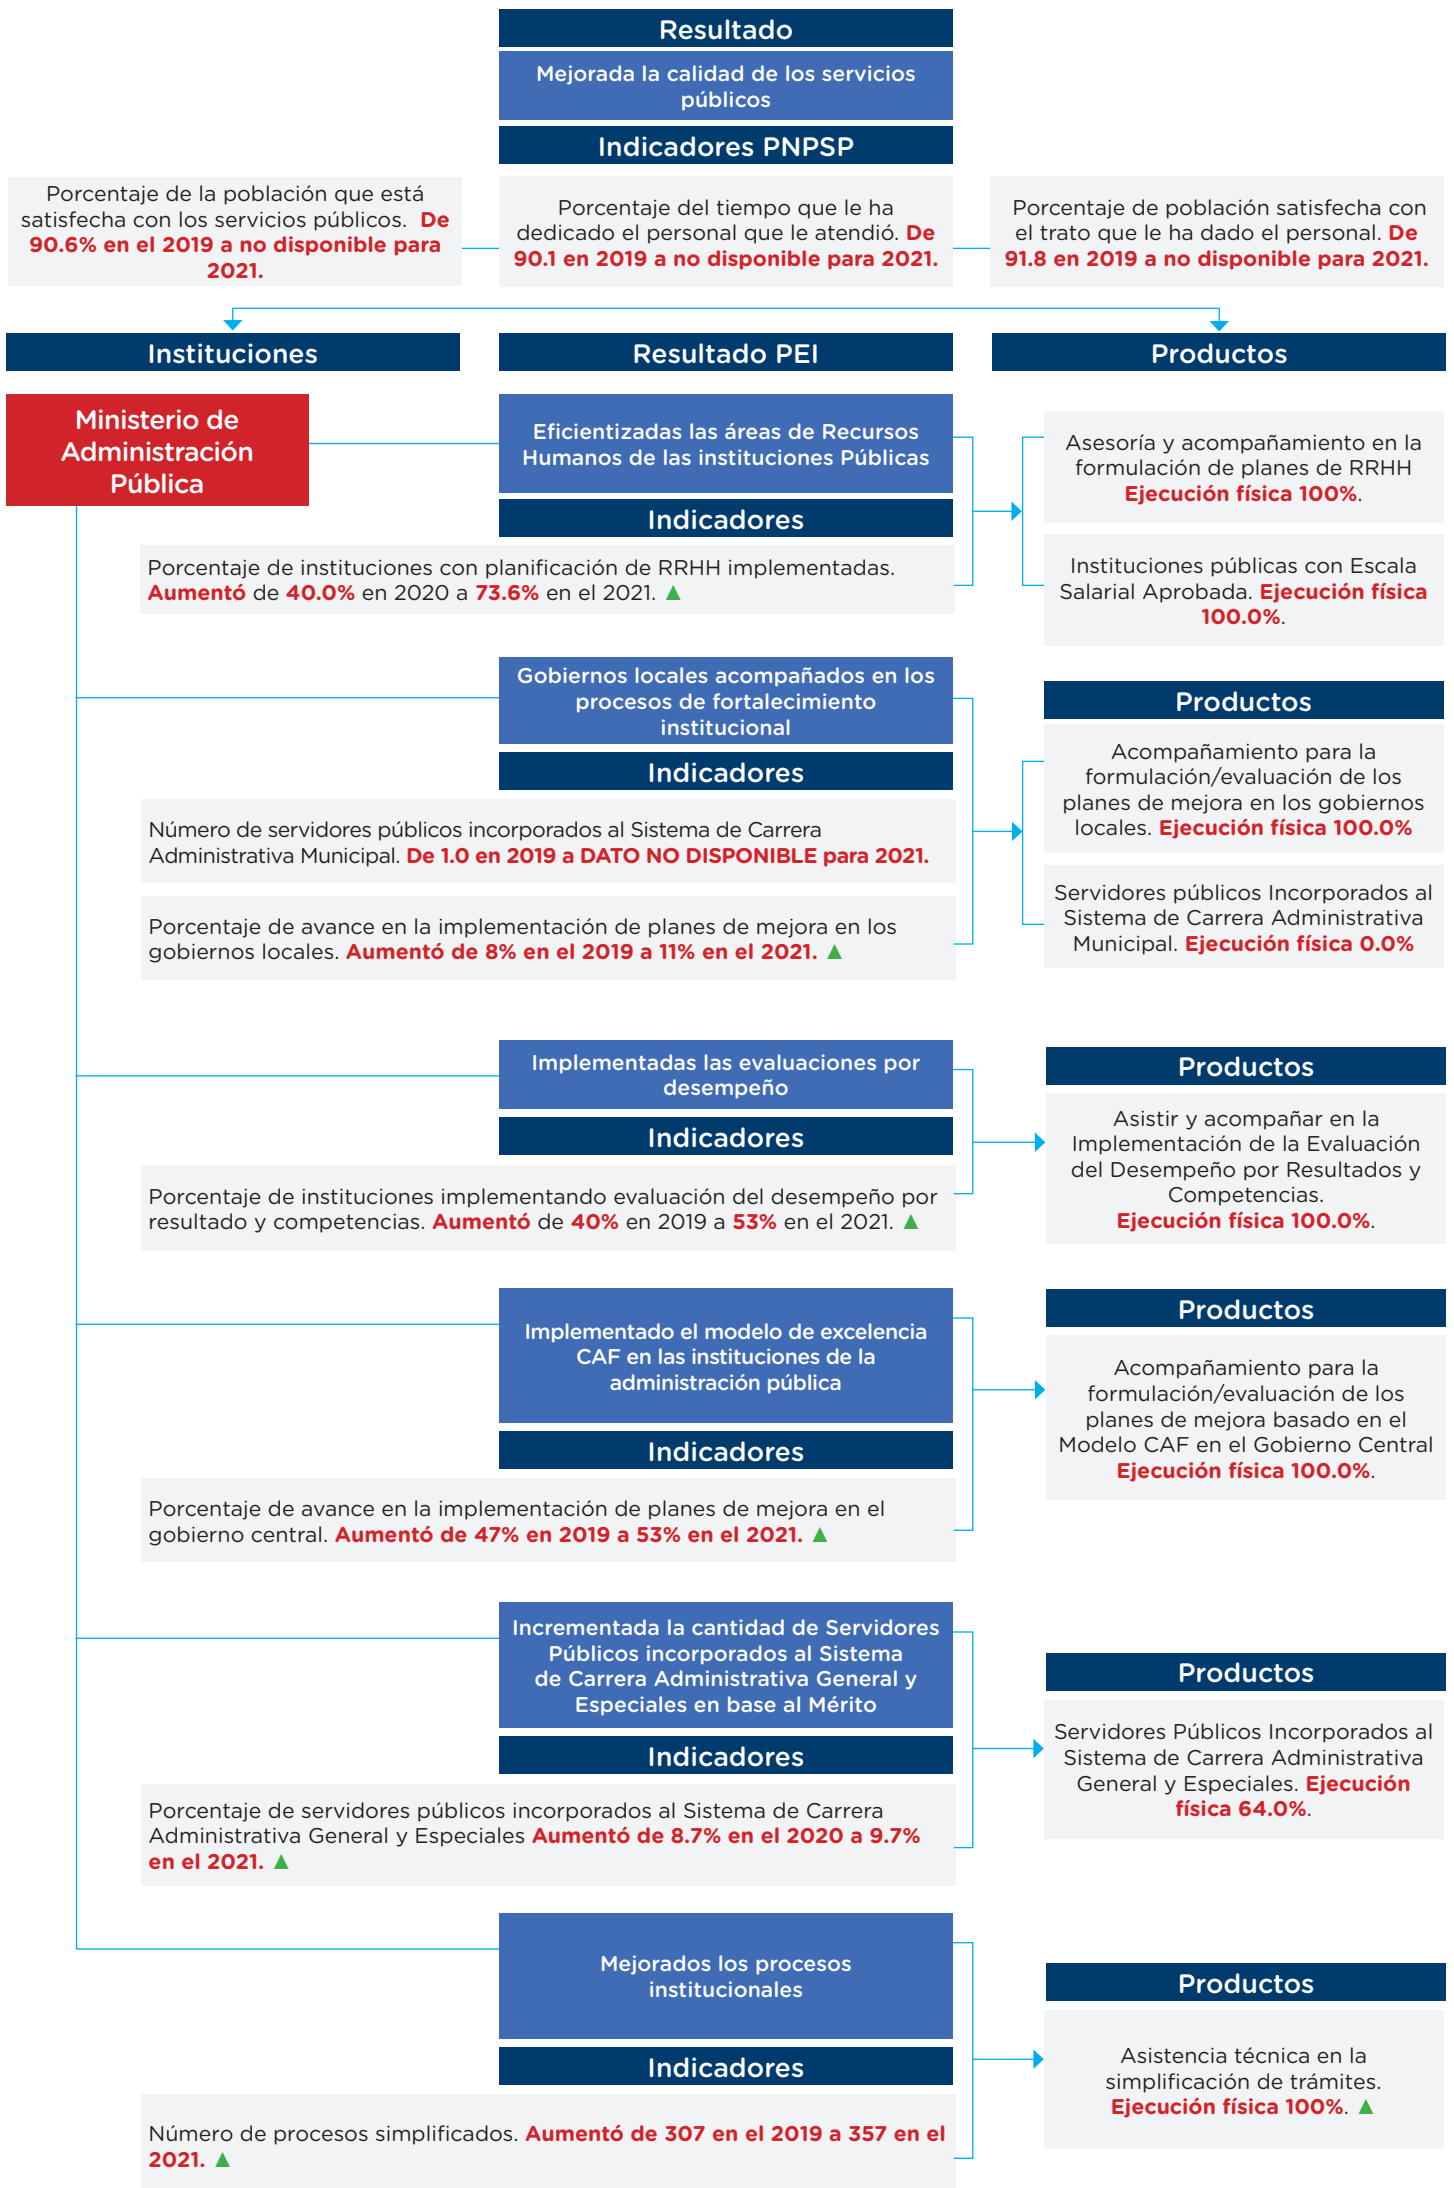 Resultado
Mejorada la calidad de los servicios
públicos
Indicadores PNPSP
Porcentaje de la población que está
satisfecha con los servicios públicos. De
90.6% en el 2019 a no disponible para
2021.
Porcentaje del tiempo que le ha
dedicado el personal que le atendió. De
90.1 en 2019 a no disponible para 2021.
Porcentaje de población satisfecha con
el trato que le ha dado el personal. De
91.8 en 2019 a no disponible para 2021.
Instituciones
Resultado PEI
Productos
Ministerio de
Administración
Pública
Eficientizadas las áreas de Recursos
Humanos de las instituciones Públicas
Indicadores
Porcentaje de instituciones con planificación de RRHH implementadas.
Aumentó de 40.0% en 2020 a 73.6% en el 2021. ▲
Asesoría y acompañamiento en la
formulación de planes de RRHH
Ejecución física 100%.
Instituciones públicas con Escala
Salarial Aprobada. Ejecución física
100.0%.
Gobiernos locales acompañados en los
procesos de fortalecimiento
institucional
Indicadores
Número de servidores públicos incorporados al Sistema de Carrera
Administrativa Municipal. De 1.0 en 2019 a DATO NO DISPONIBLE para 2021.
Porcentaje de avance en la implementación de planes de mejora en los
gobiernos locales. Aumentó de 8% en el 2019 a 11% en el 2021. ▲
Productos
Acompañamiento para la
formulación/evaluación de los
planes de mejora en los gobiernos
locales. Ejecución física 100.0%
Servidores públicos Incorporados al
Sistema de Carrera Administrativa
Municipal. Ejecución física 0.0%
Implementadas las evaluaciones por
desempeño
Indicadores
Porcentaje de instituciones implementando evaluación del desempeño por
resultado y competencias. Aumentó de 40% en 2019 a 53% en el 2021. ▲
Productos
Asistir y acompañar en la
Implementación de la Evaluación
del Desempeño por Resultados y
Competencias.
Ejecución física 100.0%.
Implementado el modelo de excelencia
CAF en las instituciones de la
administración pública
Indicadores
Porcentaje de avance en la implementación de planes de mejora en el
gobierno central. Aumentó de 47% en 2019 a 53% en el 2021. ▲
Productos
Acompañamiento para la
formulación/evaluación de los
planes de mejora basado en el
Modelo CAF en el Gobierno Central
Ejecución física 100.0%.
Incrementada la cantidad de Servidores
Públicos incorporados al Sistema
de Carrera Administrativa General y
Especiales en base al Mérito
Indicadores
Porcentaje de servidores públicos incorporados al Sistema de Carrera
Administrativa General y Especiales Aumentó de 8.7% en el 2020 a 9.7%
en el 2021. ▲
Productos
Servidores Públicos Incorporados al
Sistema de Carrera Administrativa
General y Especiales. Ejecución
física 64.0%.
Mejorados los procesos
institucionales
Indicadores
Número de procesos simplificados. Aumentó de 307 en el 2019 a 357 en el
2021. ▲
Productos
Asistencia técnica en la
simplificación de trámites.
Ejecución física 100%. ▲